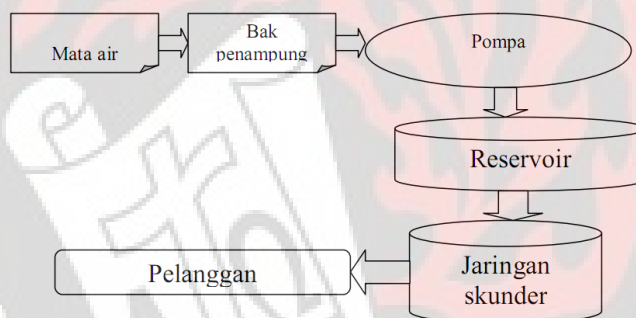 Mata air
Bak
penampung
Pompa
Reservoir
Jaringan
skunder
Pelanggan